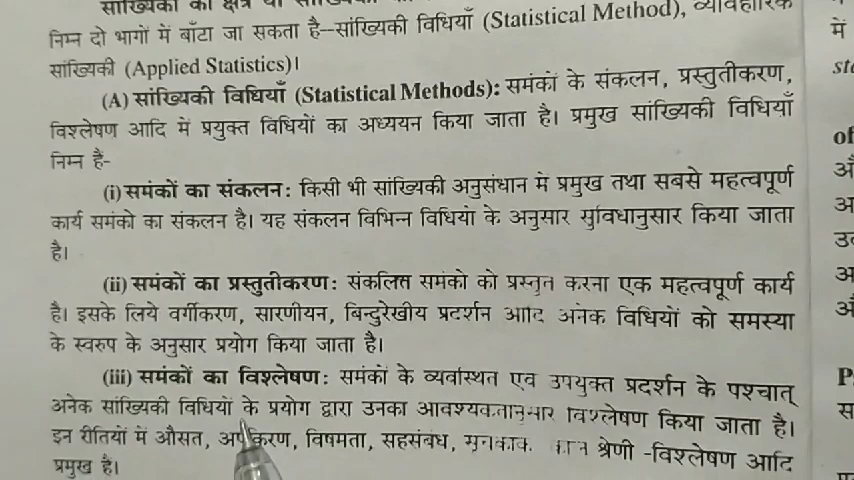 सांख्यिकी का क्षेत्र
निम्न दो भागों में बाँटा जा सकता है–सांख्यिकी विधियाँ (Statistical Method), व्यावहारिक
सांख्यिकी (Applied Statistics)।
(A) सांख्यिकी विधियाँ (Statistical Methods): समंकों के संकलन, प्रस्तुतीकरण,
विश्लेषण आदि में प्रयुक्त विधियों का अध्ययन किया जाता है। प्रमुख सांख्यिकी विधियाँ
निम्न हैं-
(i) समंकों का संकलन: किसी भी सांख्यिकी अनुसंधान में प्रमुख तथा सबसे महत्वपूर्ण
कार्य समंको का संकलन है। यह संकलन विभिन्न विधियों के अनुसार सुविधानुसार किया जाता
है।
(ii) समंकों का प्रस्तुतीकरण: संकलित समंको को प्रस्तुत करना एक महत्वपूर्ण कार्य
है। इसके लिये वर्गीकरण, सारणीयन, बिन्दुरेखीय प्रदर्शन आदि अनेक विधियों को समस्या
के स्वरुप के अनुसार प्रयोग किया जाता है।
(iii) समंकों का विश्लेषण: समंकों के व्यवस्थित एवं उपयुक्त प्रदर्शन के पश्चात्
अनेक सांख्यिकी विधियों के प्रयोग द्वारा उनका आवश्यकतानुसार विश्लेषण किया जाता है।
इन रीतियों में औसत, अपकिरण, विषमता, सहसंबंध, सूचकांक, काल श्रेणी -विश्लेषण आदि
प्रमुख है।
में
of